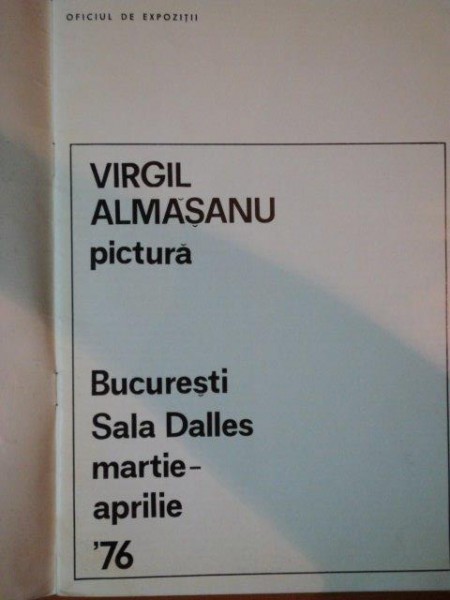 OFICIUL DE EXPOZIȚII
VIRGIL
ALMĂȘANU
pictură
București
Sala Dalles
martie-
aprilie
'76